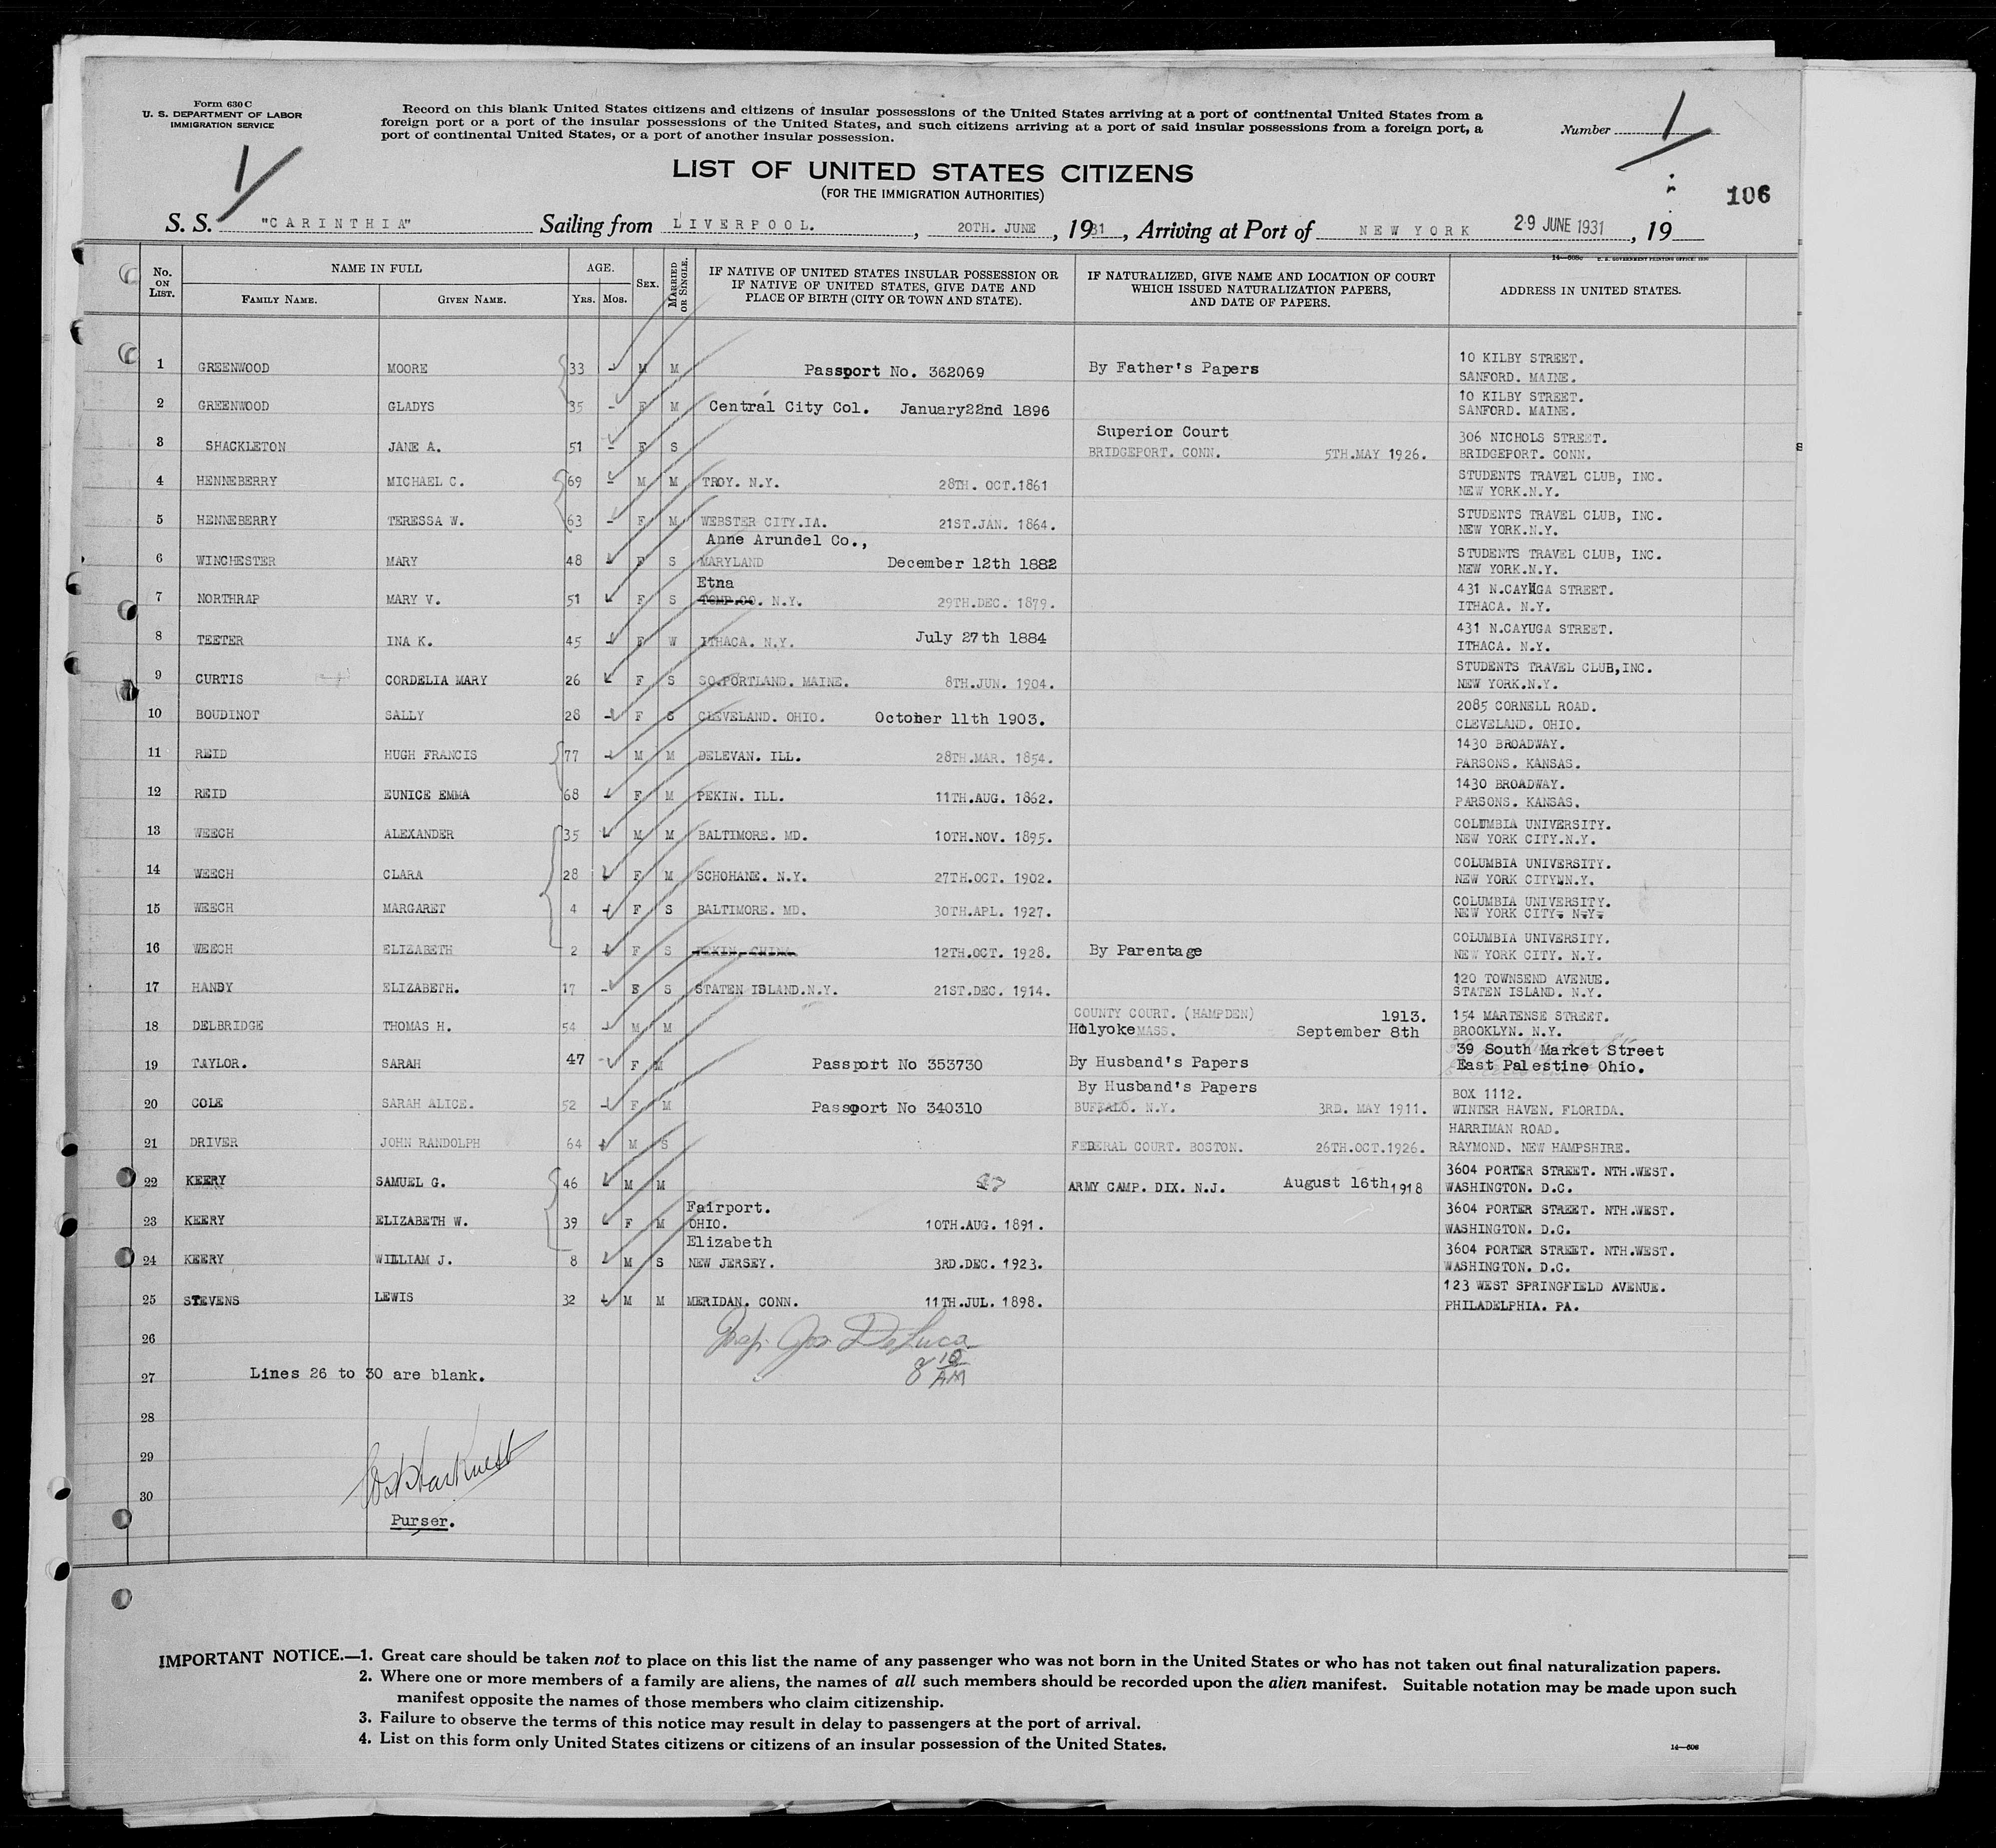 Form 630 C
U. S. DEPARTMENT OF LABOR
IMMIGRATION SERVICE
Record on this blank United States citizens and citizens of insular possessions of the United States arriving at a port of continental United States from a
foreign port or a port of the insular possessions of the United States, and such citizens arriving at a port of said insular possessions from a foreign port, a
port of continental United States, or a port of another insular possession.
Number 1
1
LIST OF UNITED STATES CITIZENS
(FOR THE IMMIGRATION AUTHORITIES)
106
S. S. "CARINTHIA" Sailing from LIVERPOOL. , 20TH. JUNE , 1931 , Arriving at Port of NEW YORK 29 JUNE 1931 , 19
14—608c U. S. GOVERNMENT PRINTING OFFICE: 1930
No. ON LIST. NAME IN FULL FAMILY NAME. GIVEN NAME. AGE. YRS. MOS. SEX. MARRIED OR SINGLE. IF NATIVE OF UNITED STATES INSULAR POSSESSION OR IF NATIVE OF UNITED STATES, GIVE DATE AND PLACE OF BIRTH (CITY OR TOWN AND STATE). IF NATURALIZED, GIVE NAME AND LOCATION OF COURT WHICH ISSUED NATURALIZATION PAPERS, AND DATE OF PAPERS. ADDRESS IN UNITED STATES.
1 GREENWOOD MOORE 33 - M M Passport No. 362069 By Father's Papers 10 KILBY STREET.
SANFORD. MAINE.
2 GREENWOOD GLADYS 35 - F M Central City Col. January22nd 1896 10 KILBY STREET.
SANFORD. MAINE.
Superior Court
3 SHACKLETON JANE A. 51 - F S BRIDGEPORT. CONN. 5TH.MAY 1926. 306 NICHOLS STREET.
BRIDGEPORT. CONN.
4 HENNEBERRY MICHAEL C. 69 - M M TROY. N.Y. 28TH. OCT.1861 STUDENTS TRAVEL CLUB, INC.
NEW YORK.N.Y.
5 HENNEBERRY TERESSA W. 63 - F M WEBSTER CITY.IA. 21ST.JAN. 1864. STUDENTS TRAVEL CLUB, INC.
NEW YORK.N.Y.
Anne Arundel Co.,
6 WINCHESTER MARY 48 F S MARYLAND December 12th 1882 STUDENTS TRAVEL CLUB, INC.
NEW YORK.N.Y.
Etna
7 NORTHRAP MARY V. 51 F S TOMP.CO. N.Y. 29TH.DEC. 1879. 431 N.CAYUGA STREET.
ITHACA. N.Y.
8 TEETER INA K. 45 F W ITHACA. N.Y. July 27th 1884 431 N.CAYUGA STREET.
ITHACA. N.Y.
9 CURTIS CORDELIA MARY 26 F S SO.PORTLAND. MAINE. 8TH.JUN. 1904. STUDENTS TRAVEL CLUB,INC.
NEW YORK.N.Y.
10 BOUDINOT SALLY 28 F S CLEVELAND. OHIO. October 11th 1903. 2085 CORNELL ROAD.
CLEVELAND. OHIO.
11 REID HUGH FRANCIS 77 M M DELEVAN. ILL. 28TH.MAR. 1854. 1430 BROADWAY.
PARSONS. KANSAS.
12 REID EUNICE EMMA 68 F M PEKIN. ILL. 11TH.AUG. 1862. 1430 BROADWAY.
PARSONS. KANSAS.
13 WEECH ALEXANDER 35 M M BALTIMORE. MD. 10TH.NOV. 1895. COLUMBIA UNIVERSITY.
NEW YORK CITY.N.Y.
14 WEECH CLARA 28 F M SCHOHANE. N.Y. 27TH.OCT. 1902. COLUMBIA UNIVERSITY.
NEW YORK CITYNN.Y.
15 WEECH MARGARET 4 F S BALTIMORE. MD. 30TH.APL. 1927. COLUMBIA UNIVERSITY.
NEW YORK CITY. N.Y.
16 WEECH ELIZABETH 2 F S PEKIN, CHINA 12TH.OCT. 1928. By Parentage COLUMBIA UNIVERSITY.
NEW YORK CITY. N.Y.
17 HANDY ELIZABETH. 17 F S STATEN ISLAND.N.Y. 21ST.DEC. 1914. 120 TOWNSEND AVENUE.
STATEN ISLAND. N.Y.
18 DELBRIDGE THOMAS H. 54 M M COUNTY COURT. (HAMPDEN) 1913. 154 MARTENSE STREET.
Holyoke MASS. September 8th BROOKLYN. N.Y.
19 TAYLOR. SARAH 47 F M Passport No 353730 By Husband's Papers 39 South Market Street
East Palestine Ohio.
By Husband's Papers
20 COLE SARAH ALICE. 52 F M Passport No 340310 BUFFALO. N.Y. 3RD. MAY 1911. BOX 1112.
WINTER HAVEN. FLORIDA.
21 DRIVER JOHN RANDOLPH 64 M S FEDERAL COURT. BOSTON. 26TH.OCT.1926. HARRIMAN ROAD.
RAYMOND. NEW HAMPSHIRE.
22 KEERY SAMUEL G. 46 M M ARMY CAMP. DIX. N.J. August 16th 1918 3604 PORTER STREET. NTH.WEST.
WASHINGTON. D.C.
Fairport.
23 KEERY ELIZABETH W. 39 F M OHIO. 10TH.AUG. 1891. 3604 PORTER STREET. NTH.WEST.
WASHINGTON. D.C.
Elizabeth
24 KEERY WILLIAM J. 8 M S NEW JERSEY. 3RD.DEC. 1923. 3604 PORTER STREET. NTH.WEST.
WASHINGTON. D.C.
25 STEVENS LEWIS 32 M M MERIDAN. CONN. 11TH.JUL. 1898. 123 WEST SPRINGFIELD AVENUE.
PHILADELPHIA. PA.
26
Insp. Jos DeLuca
8 10 AM
27 Lines 26 to 30 are blank.
28
29
30
Purser.
IMPORTANT NOTICE.—1. Great care should be taken not to place on this list the name of any passenger who was not born in the United States or who has not taken out final naturalization papers.
2. Where one or more members of a family are aliens, the names of all such members should be recorded upon the alien manifest. Suitable notation may be made upon such
manifest opposite the names of those members who claim citizenship.
3. Failure to observe the terms of this notice may result in delay to passengers at the port of arrival.
4. List on this form only United States citizens or citizens of an insular possession of the United States.
14—608